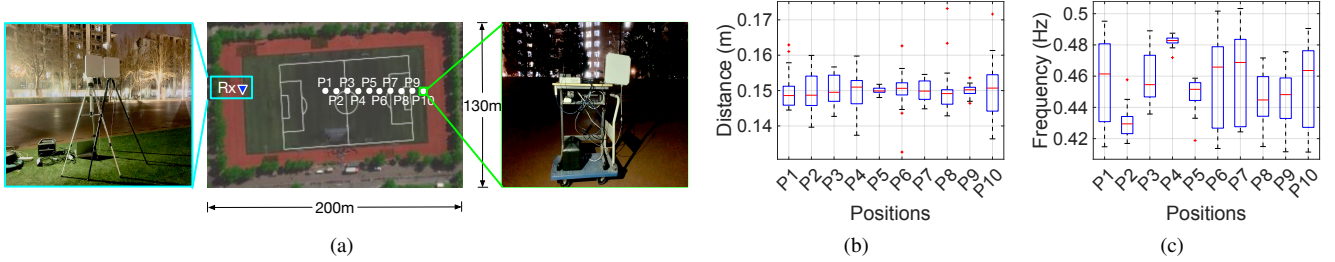 Rx
P1 P3 P5 P7 P9
P2 P4 P6 P8 P10
130m
200m
(a)
Distance (m)
0.17
0.16
0.15
0.14
P1 P2 P3 P4 P5 P6 P7 P8 P9 P10
Positions
(b)
Frequency (Hz)
0.5
0.48
0.46
0.44
0.42
P1 P2 P3 P4 P5 P6 P7 P8 P9 P10
Positions
(c)